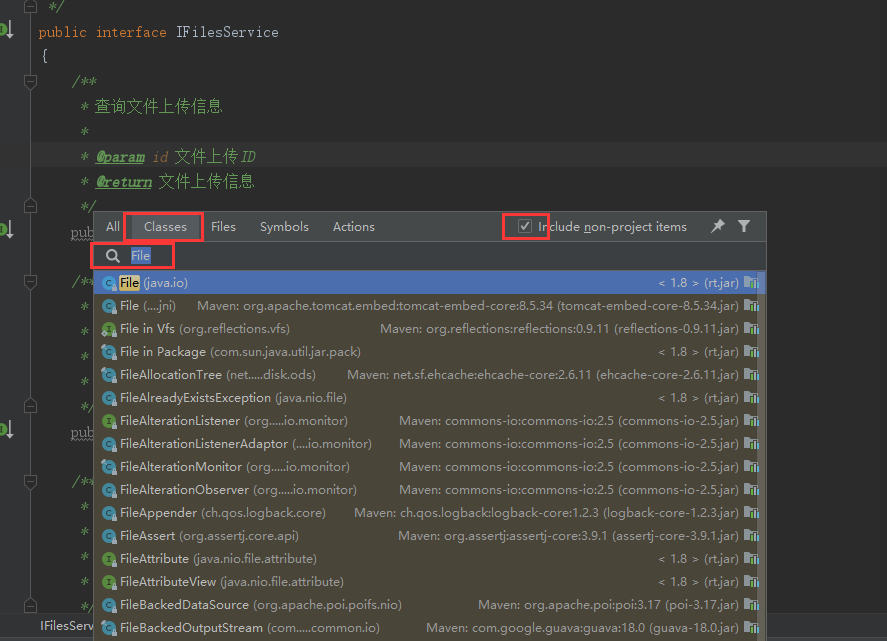 */
public interface IFilesService
{
/**
* 查询文件上传信息
*
* @param id 文件上传ID
* @return 文件上传信息
*/
All Classes Files Symbols Actions Include non-project items
pub
File
/**
File (java.io) < 1.8 > (rt.jar)
* File (....jni) Maven: org.apache.tomcat.embed:tomcat-embed-core:8.5.34 (tomcat-embed-core-8.5.34.jar)
* File in Vfs (org.reflections.vfs) Maven: org.reflections:reflections:0.9.11 (reflections-0.9.11.jar)
* File in Package (com.sun.java.util.jar.pack) < 1.8 > (rt.jar)
* FileAllocationTree (net.....disk.ods) Maven: net.sf.ehcache:ehcache-core:2.6.11 (ehcache-core-2.6.11.jar)
FileAlreadyExistsException (java.nio.file) < 1.8 > (rt.jar)
*/
FileAlterationListener (org.....io.monitor) Maven: commons-io:commons-io:2.5 (commons-io-2.5.jar)
pub
FileAlterationListenerAdaptor (....io.monitor) Maven: commons-io:commons-io:2.5 (commons-io-2.5.jar)
FileAlterationMonitor (org.....io.monitor) Maven: commons-io:commons-io:2.5 (commons-io-2.5.jar)
/**
FileAlterationObserver (org.....io.monitor) Maven: commons-io:commons-io:2.5 (commons-io-2.5.jar)
* FileAppender (ch.qos.logback.core) Maven: ch.qos.logback:logback-core:1.2.3 (logback-core-1.2.3.jar)
* FileAssert (org.assertj.core.api) Maven: org.assertj:assertj-core:3.9.1 (assertj-core-3.9.1.jar)
* FileAttribute (java.nio.file.attribute) < 1.8 > (rt.jar)
* FileAttributeView (java.nio.file.attribute) < 1.8 > (rt.jar)
*/ FileBackedDataSource (org.apache.poi.poifs.nio) Maven: org.apache.poi:poi:3.17 (poi-3.17.jar)
IFilesServ FileBackedOutputStream (com.....common.io) Maven: com.google.guava:guava:18.0 (guava-18.0.jar)